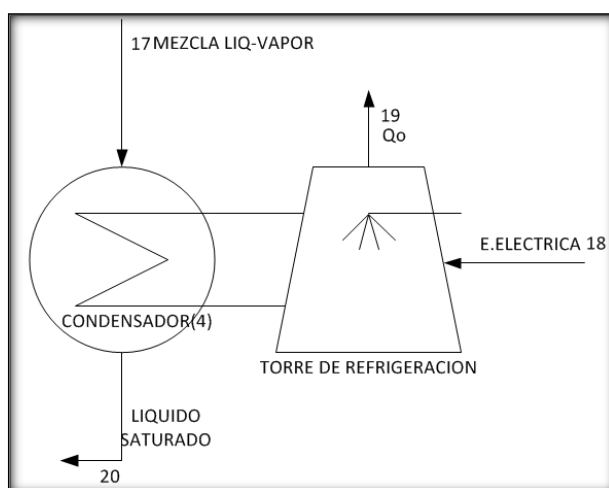 17 MEZCLA LIQ-VAPOR
19
Qo
E.ELECTRICA 18
CONDENSADOR(4)
TORRE DE REFRIGERACION
LIQUIDO
SATURADO
20